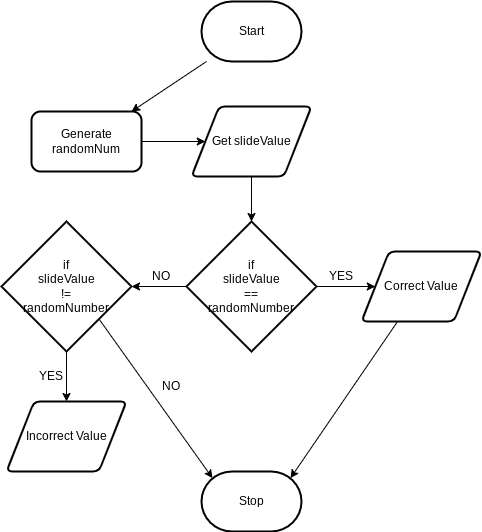 Start
Generate
randomNum
Get slideValue
if
slideValue
!=
randomNumber
NO
if
slideValue
==
randomNumber
YES
Correct Value
YES
NO
Incorrect Value
Stop